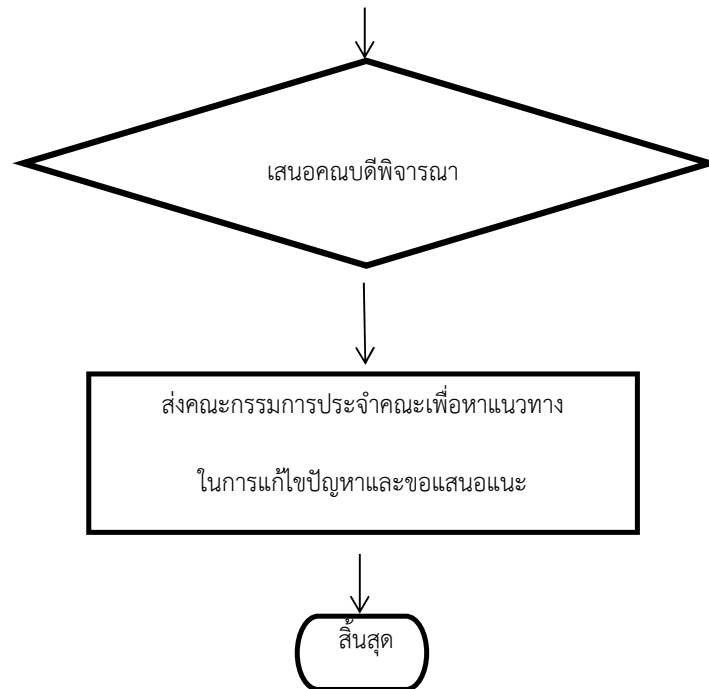 เสนอคณบดีพิจารณา
ส่งคณะกรรมการประจำคณะเพื่อหาแนวทาง
ในการแก้ไขปัญหาและขอแสนอแนะ
สิ้นสุด